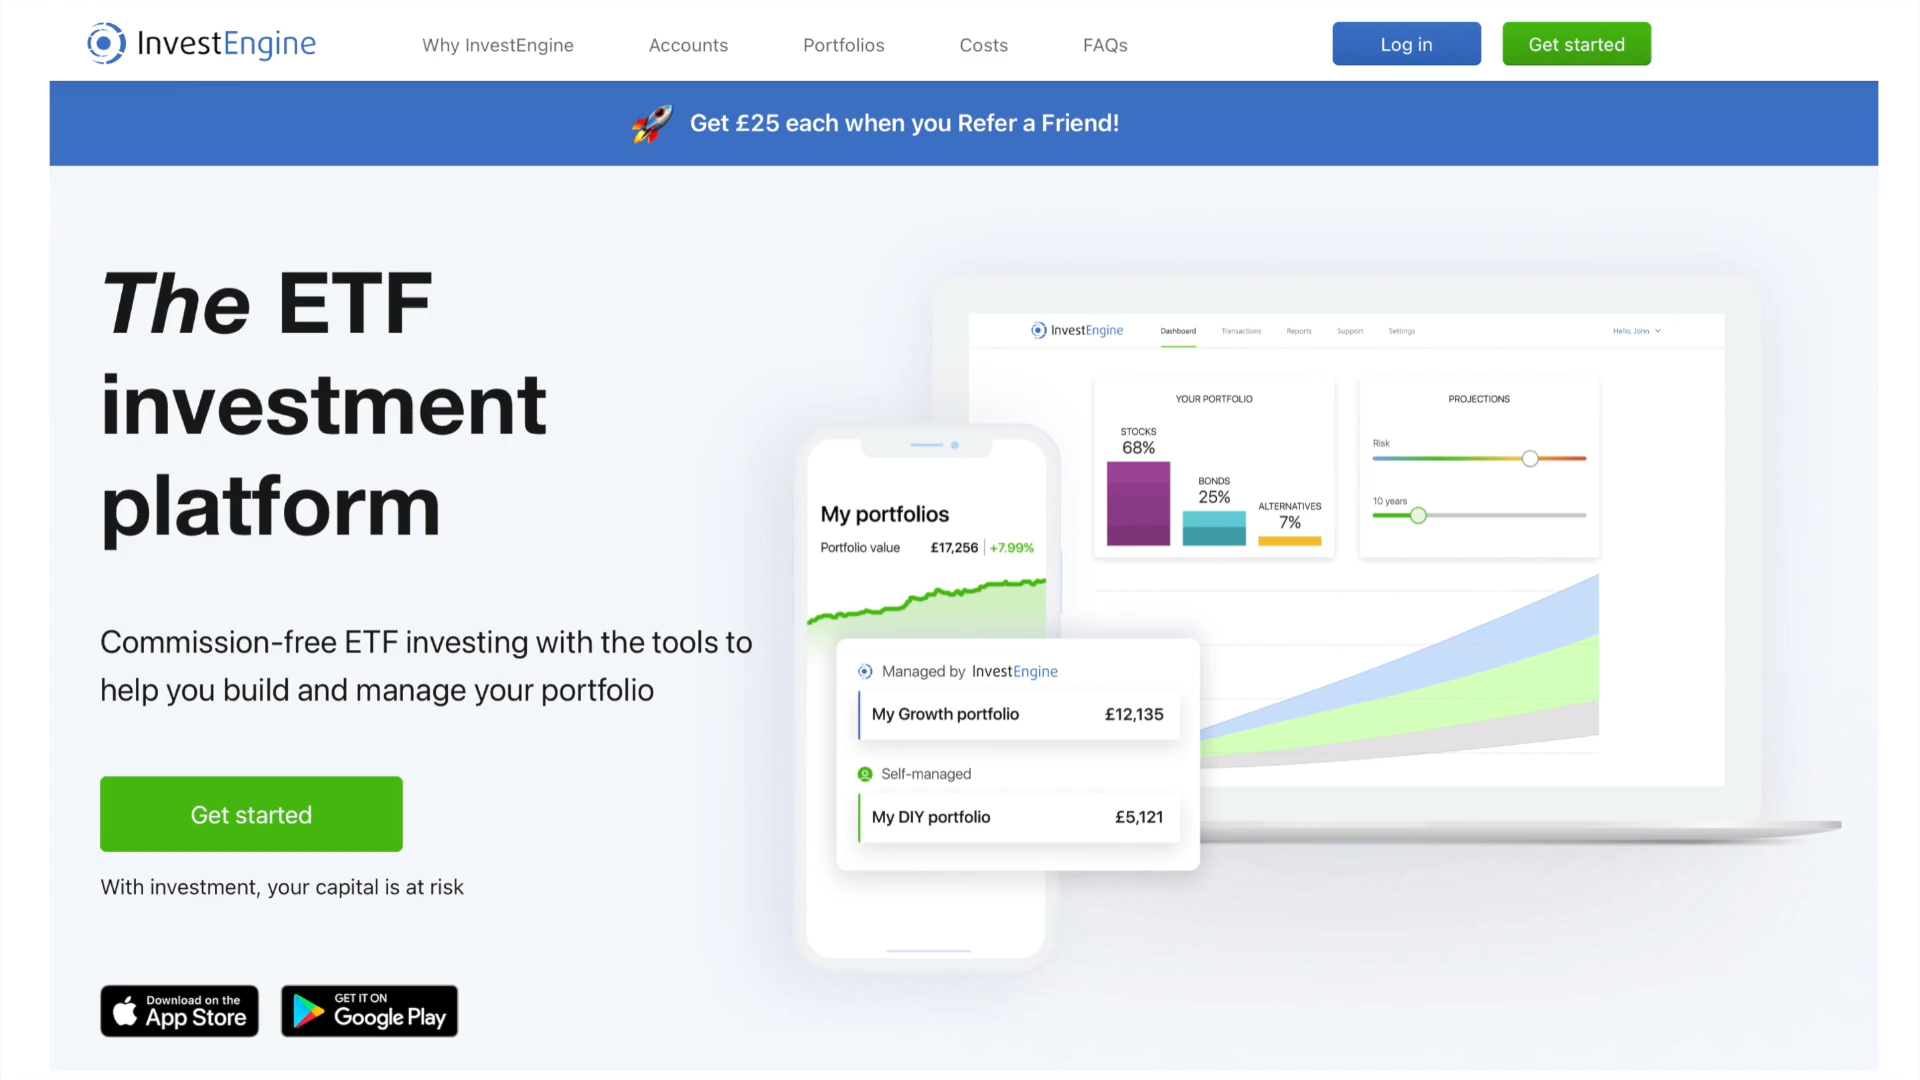 InvestEngine
Why InvestEngine
Accounts
Portfolios
Costs
FAQs
Log in
Get started
Get £25 each when you Refer a Friend!
The ETF
investment
platform
Commission-free ETF investing with the tools to
help you build and manage your portfolio
Get started
With investment, your capital is at risk
Download on the
App Store
GET IT ON
Google Play
InvestEngine
Dashboard
Transactions
Reports
Support
Settings
Hello, John
YOUR PORTFOLIO
STOCKS
68%
BONDS
25%
ALTERNATIVES
7%
PROJECTIONS
Risk
10 years
My portfolios
Portfolio value £17,256 +7.99%
Managed by InvestEngine
My Growth portfolio £12,135
Self-managed
My DIY portfolio £5,121